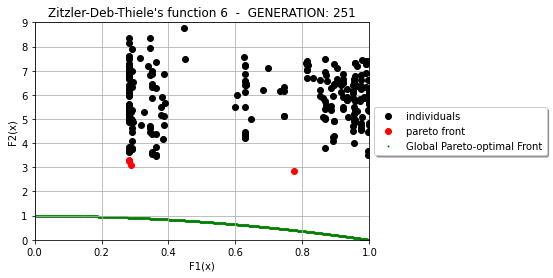 Zitzler-Deb-Thiele's function 6 - GENERATION: 251
9
8
7
6
5
4
3
2
1
0
F2(x)
0.0 0.2 0.4 0.6 0.8 1.0
F1(x)
individuals
pareto front
Global Pareto-optimal Front